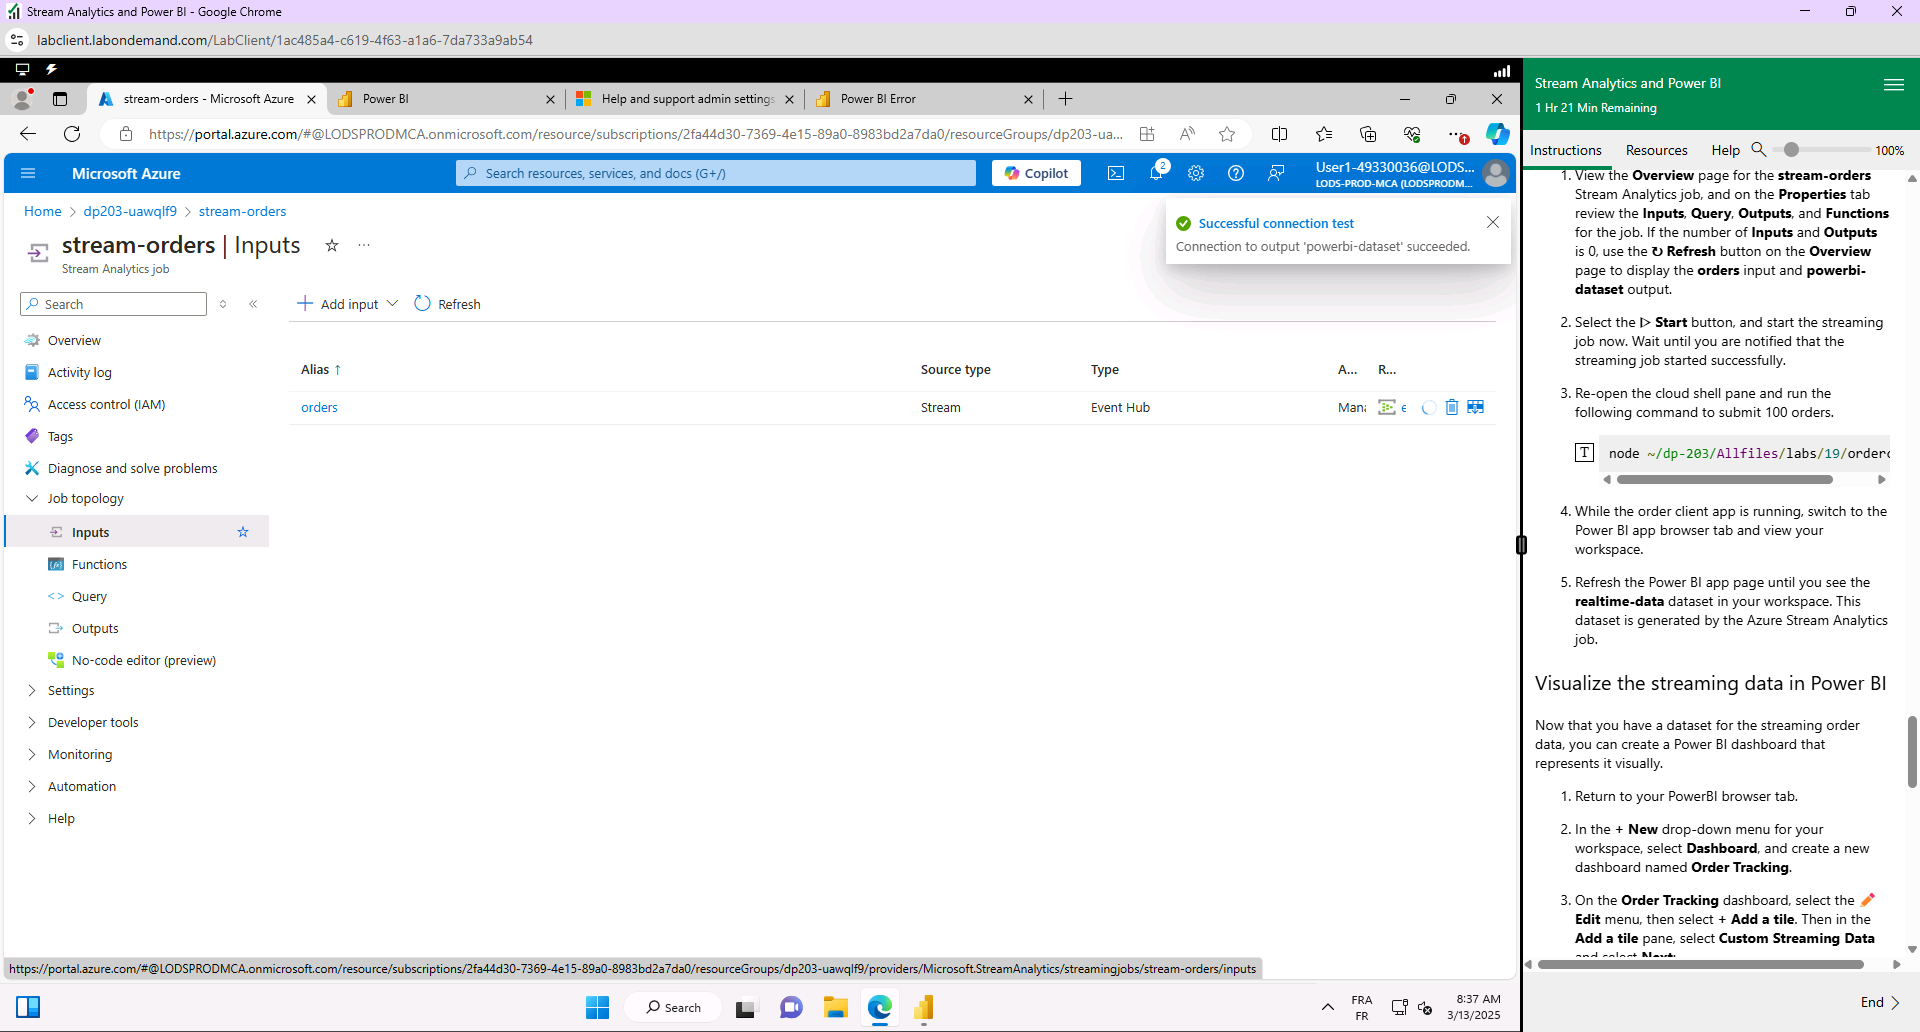 Stream Analytics and Power BI - Google Chrome
labclient.labondemand.com/LabClient/1ac485a4-c619-4f63-a1a6-7da733a9ab54
stream-orders - Microsoft Azure
Power BI
Help and support admin settings
Power BI Error
https://portal.azure.com/#@LODSPRODMCA.onmicrosoft.com/resource/subscriptions/2fa44d30-7369-4e15-89a0-8983bd2a7da0/resourceGroups/dp203-ua...
Microsoft Azure
Search resources, services, and docs (G+/)
Copilot
2
User1-49330036@LODS...
LODS-PROD-MCA (LODSPRODM...
Home > dp203-uawqlf9 > stream-orders
stream-orders | Inputs
Stream Analytics job
Successful connection test
Connection to output 'powerbi-dataset' succeeded.
Search
Add input
Refresh
Overview
Activity log
Access control (IAM)
Tags
Diagnose and solve problems
Job topology
Inputs
Functions
Query
Outputs
No-code editor (preview)
Settings
Developer tools
Monitoring
Automation
Help
Alias ↑
Source type
Type
A...
R...
orders
Stream
Event Hub
Mana
e
https://portal.azure.com/#@LODSPRODMCA.onmicrosoft.com/resource/subscriptions/2fa44d30-7369-4e15-89a0-8983bd2a7da0/resourceGroups/dp203-uawqlf9/providers/Microsoft.StreamAnalytics/streamingjobs/stream-orders/inputs
Search
FRA
FR
8:37 AM
3/13/2025
Stream Analytics and Power BI
1 Hr 21 Min Remaining
Instructions
Resources
Help
100%
1. View the Overview page for the stream-orders
Stream Analytics job, and on the Properties tab
review the Inputs, Query, Outputs, and Functions
for the job. If the number of Inputs and Outputs
is 0, use the ↻ Refresh button on the Overview
page to display the orders input and powerbi-
dataset output.
2. Select the ▷ Start button, and start the streaming
job now. Wait until you are notified that the
streaming job started successfully.
3. Re-open the cloud shell pane and run the
following command to submit 100 orders.
T
node ~/dp-203/Allfiles/labs/19/orderc
4. While the order client app is running, switch to the
Power BI app browser tab and view your
workspace.
5. Refresh the Power BI app page until you see the
realtime-data dataset in your workspace. This
dataset is generated by the Azure Stream Analytics
job.
Visualize the streaming data in Power BI
Now that you have a dataset for the streaming order
data, you can create a Power BI dashboard that
represents it visually.
1. Return to your PowerBI browser tab.
2. In the + New drop-down menu for your
workspace, select Dashboard, and create a new
dashboard named Order Tracking.
3. On the Order Tracking dashboard, select the ✏️
Edit menu, then select + Add a tile. Then in the
Add a tile pane, select Custom Streaming Data
and select Next:
End >